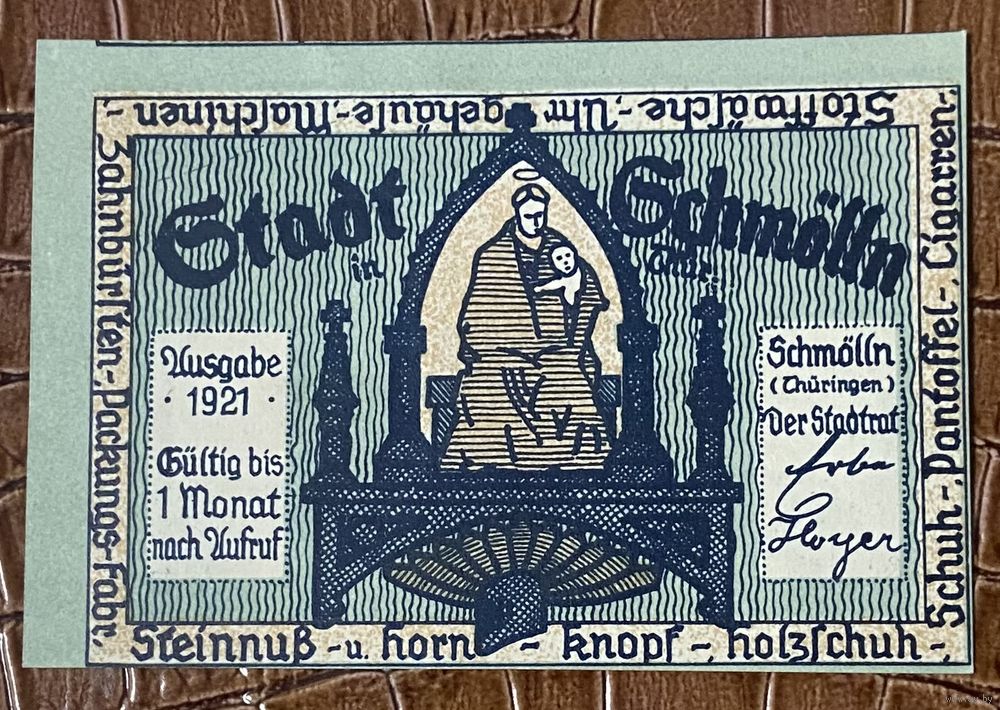 Stoffwäsche-, Uhrgehäuse-, Maschinen-,
Zahnbürsten-, Packungs-Fabr.
Stadt Schmölln
in Thür.
Ausgabe
· 1921 ·
Gültig bis
1 Monat
nach Aufruf
Schmölln
(Thüringen)
Der Stadtrat
Hoyer
Steinnuß - u. Horn - Knopf -, Holzschuh -,
Schuh -, Pantoffel -, Cigarren -,